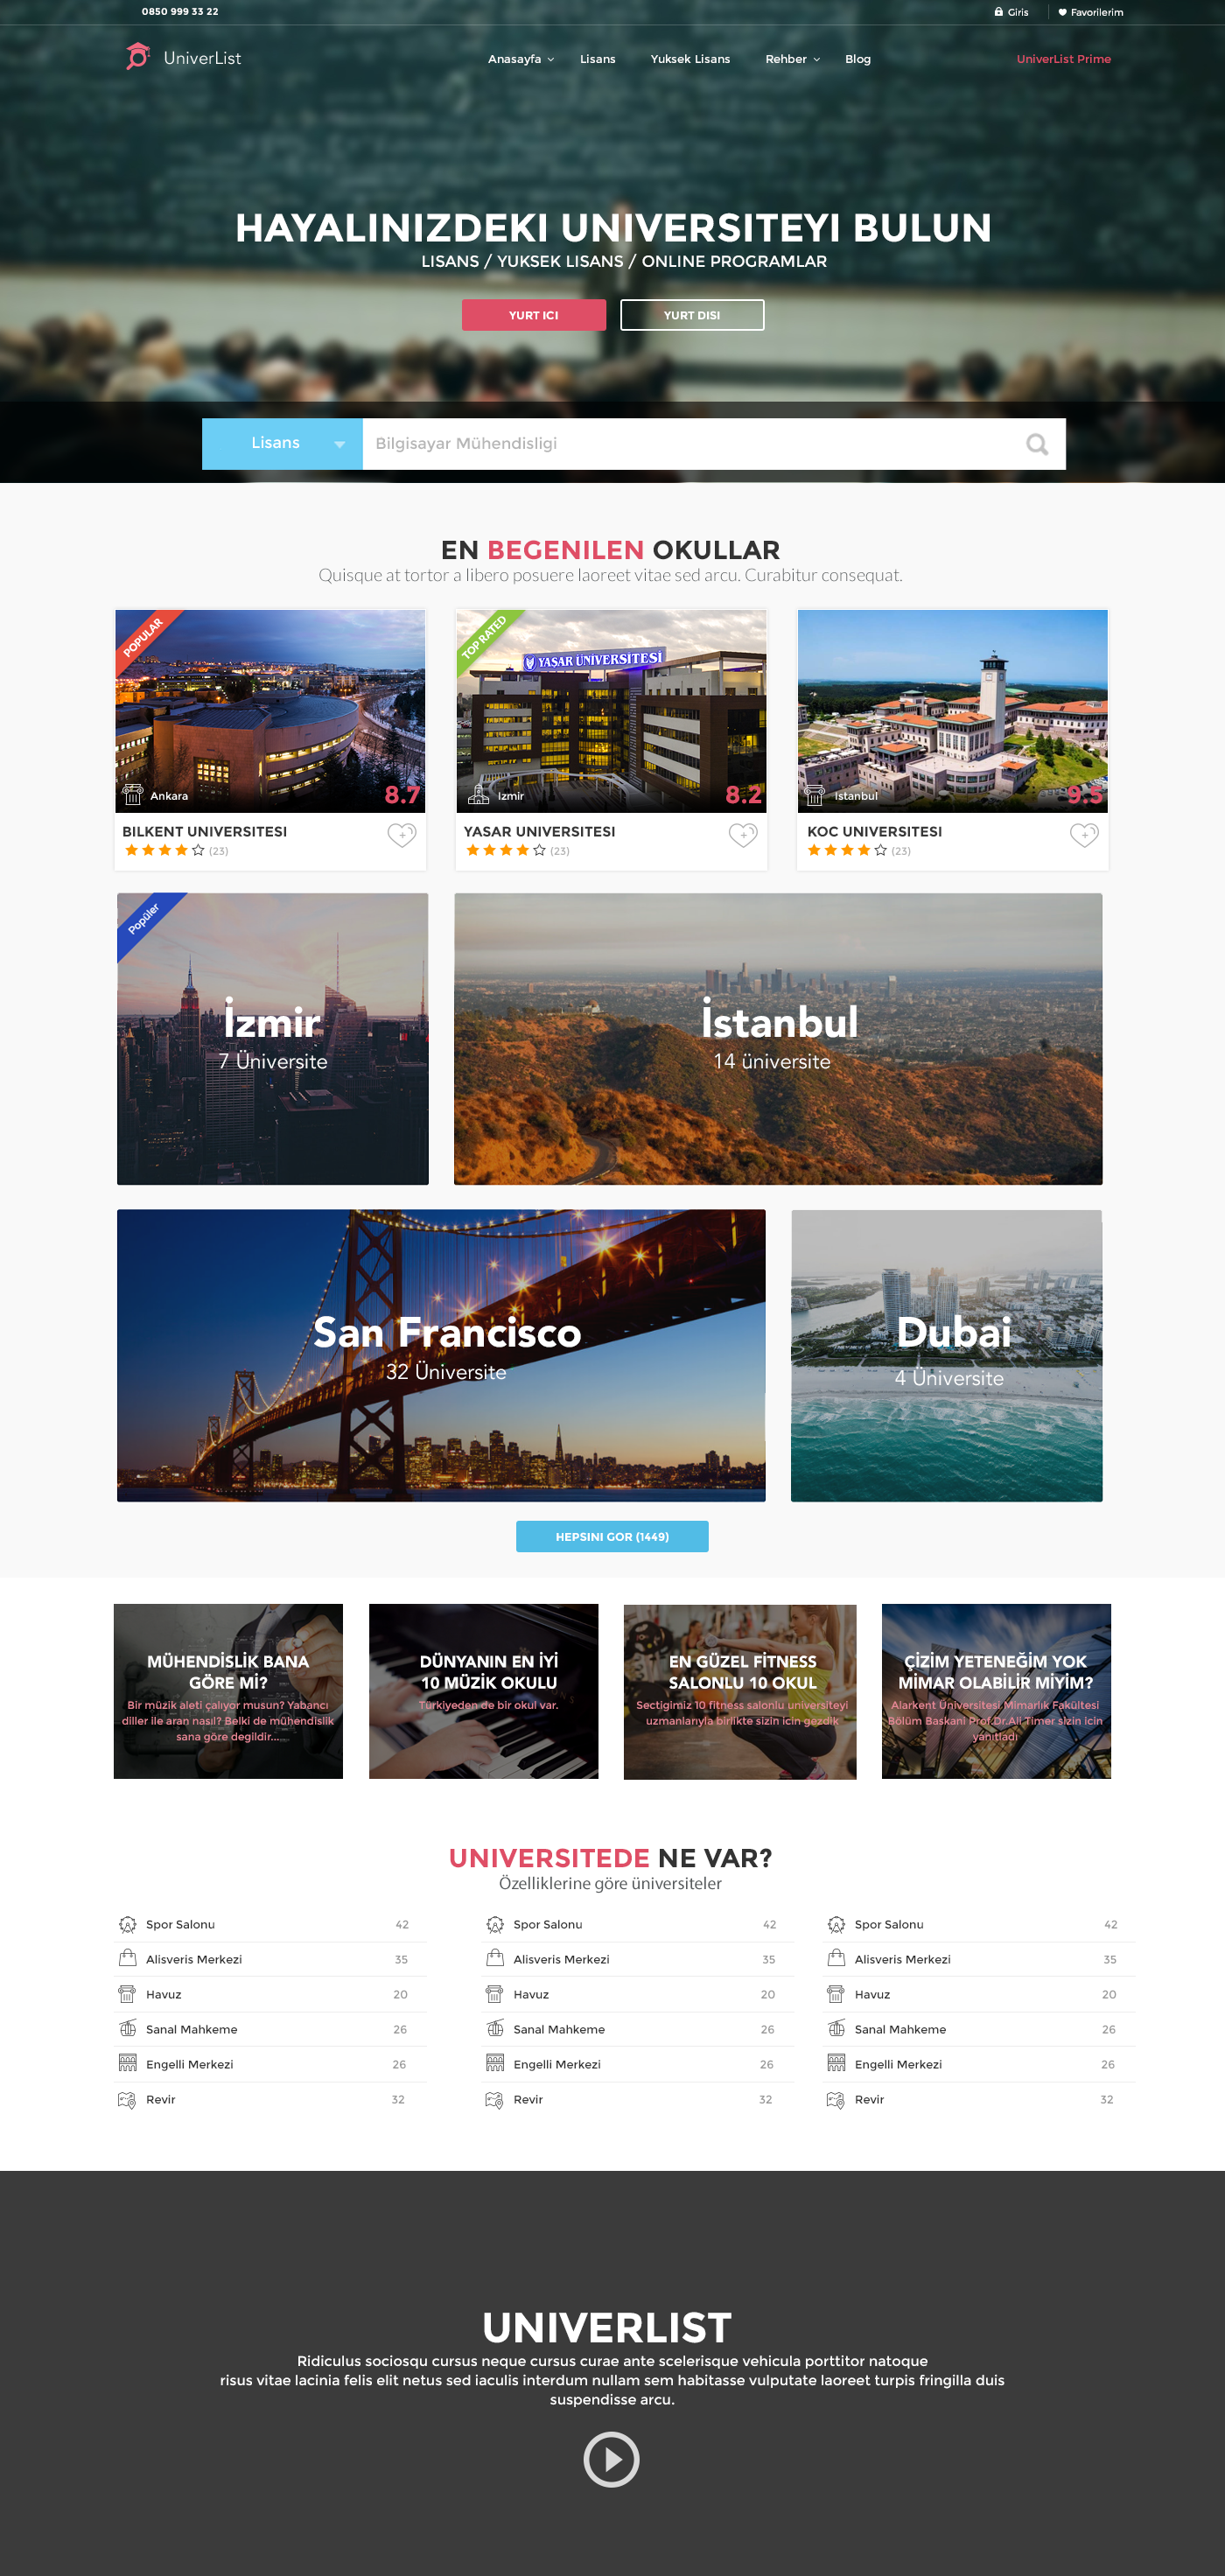 0850 999 33 22
Giris
Favorilerim
UniverList
Anasayfa
Lisans
Yuksek Lisans
Rehber
Blog
UniverList Prime
HAYALINIZDEKI UNIVERSITEYI BULUN
LISANS / YUKSEK LISANS / ONLINE PROGRAMLAR
YURT ICI
YURT DISI
Lisans
Bilgisayar Mühendisligi
EN BEGENILEN OKULLAR
Quisque at tortor a libero posuere laoreet vitae sed arcu. Curabitur consequat.
POPULAR
Ankara
8.7
BILKENT UNIVERSITESI
(23)
TOP RATED
YAŞAR ÜNİVERSİTESİ
Izmir
8.2
YASAR UNIVERSITESI
(23)
Istanbul
9.5
KOC UNIVERSITESI
(23)
Popüler
İzmir
7 Üniversite
İstanbul
14 üniversite
San Francisco
32 Üniversite
Dubai
4 Üniversite
HEPSINI GOR (1449)
MÜHENDİSLİK BANA
GÖRE Mİ?
Bir müzik aleti çalıyor musun? Yabancı
diller ile aran nasıl? Belki de mühendislik
sana göre degildir...
DÜNYANIN EN İYİ
10 MÜZİK OKULU
Türkiyeden de bir okul var.
EN GÜZEL FİTNESS
SALONLU 10 OKUL
Sectigimiz 10 fitness salonlu universiteyi
uzmanlarıyla birlikte sizin icin gezdik
ÇİZİM YETENEĞİM YOK
MİMAR OLABİLİR MİYİM?
Alarkent Üniversitesi Mimarlık Fakültesi
Bölüm Baskani Prof.Dr.Ali Timer sizin icin
yanıtladı
UNIVERSITEDE NE VAR?
Özelliklerine göre üniversiteler
Spor Salonu 42
Alisveris Merkezi 35
Havuz 20
Sanal Mahkeme 26
Engelli Merkezi 26
Revir 32
Spor Salonu 42
Alisveris Merkezi 35
Havuz 20
Sanal Mahkeme 26
Engelli Merkezi 26
Revir 32
Spor Salonu 42
Alisveris Merkezi 35
Havuz 20
Sanal Mahkeme 26
Engelli Merkezi 26
Revir 32
UNIVERLIST
Ridiculus sociosqu cursus neque cursus curae ante scelerisque vehicula porttitor natoque
risus vitae lacinia felis elit netus sed iaculis interdum nullam sem habitasse vulputate laoreet turpis fringilla duis
suspendisse arcu.